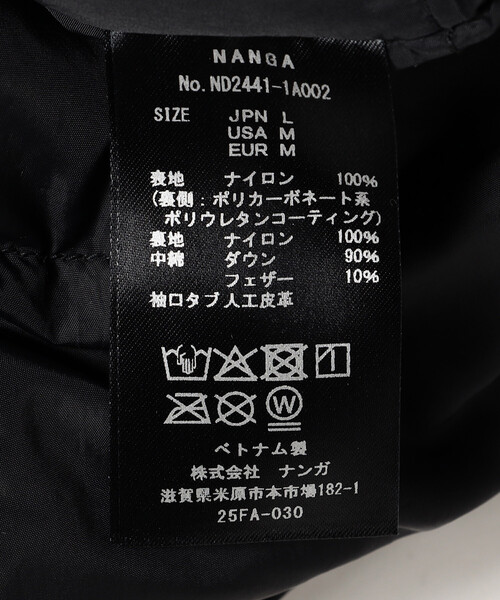 NANGA
No.ND2441-1A002
SIZE JPN L
USA M
EUR M
表地 ナイロン 100%
(裏側:ポリカーボネート系
ポリウレタンコーティング)
裏地 ナイロン 100%
中綿 ダウン 90%
フェザー 10%
袖口タブ 人工皮革
W
ベトナム製
株式会社 ナンガ
滋賀県米原市本市場182-1
25FA-030